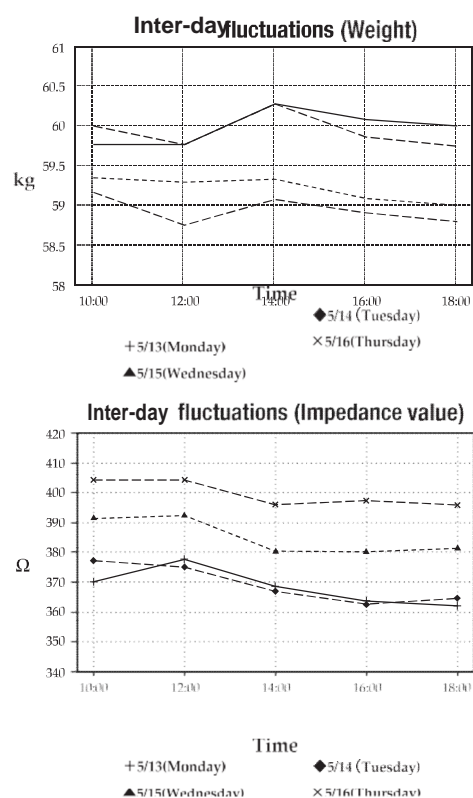 Inter-day fluctuations (Weight)
61
60.5
60
59.5
kg
59
58.5
58
10:00 12:00 14:00 16:00 18:00
Time
◆5/14 (Tuesday)
+5/13(Monday)
×5/16(Thursday)
▲5/15(Wednesday)
Inter-day fluctuations (Impedance value)
420
410
400
390
380
Ω
370
360
350
340
10:00 12:00 14:00 16:00 18:00
Time
+5/13(Monday) ◆5/14 (Tuesday)
▲5/15(Wednesday) ×5/16(Thursday)